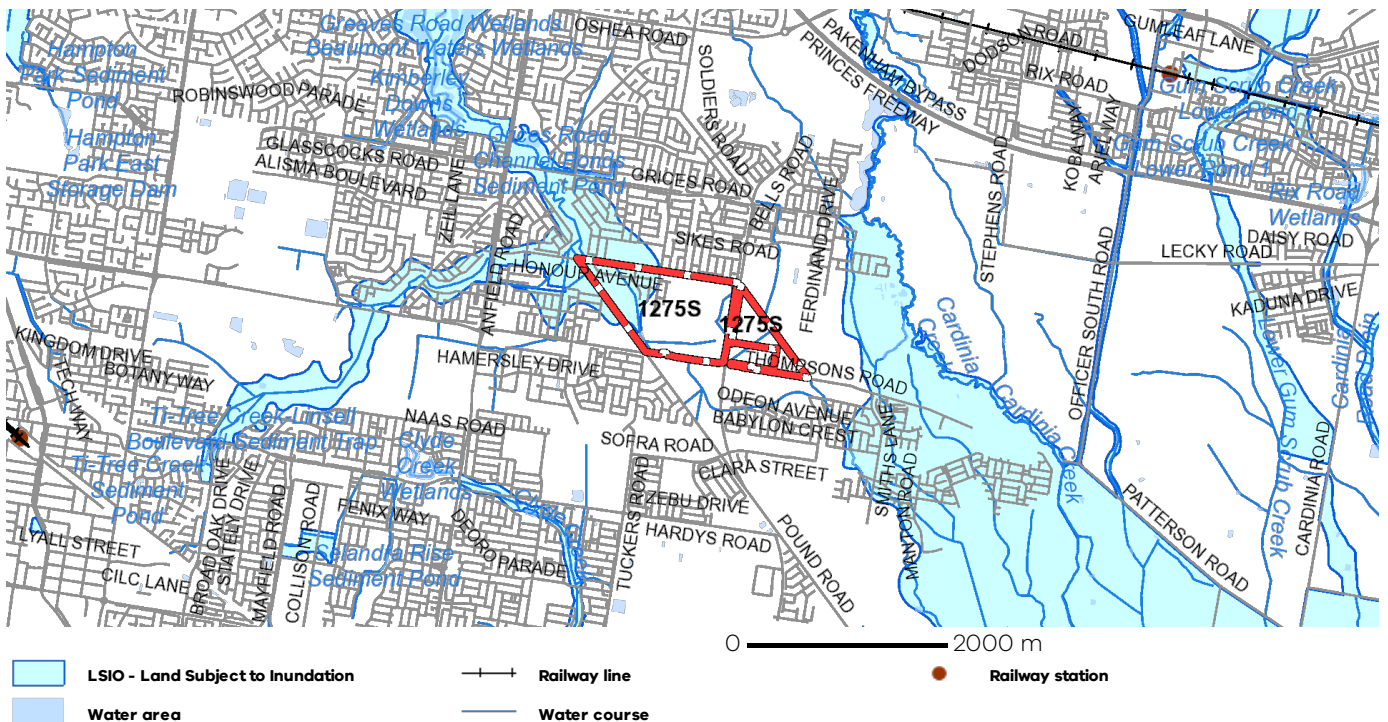 Greaves Road Wetlands
Beaumont Waters Wetlands
OSHEA ROAD
Hampton
Park Sediment
Pond
Kimberley
Downs
Wetlands
ROBINSWOOD PARADE
SOLDIERS ROAD
PAKENHAM BYPASS
PRINCES FREEWAY
DODSON ROAD
GUMLEAF LANE
RIX ROAD
Gum Scrub Creek
Lower Pond
Hampton
Park East
Storage Dam
GLASSCOCKS ROAD
ALISMA BOULEVARD
ZEIL LANE
Grices Road
Channel Ponds
Sediment Pond
GRICES ROAD
BELLS ROAD
FERDINAND DRIVE
STEPHENS ROAD
KOBA WAY
ARENA WAY
Gum Scrub Creek
Lower Pond 1
Rix Road
Wetlands
SIKES ROAD
ANFIELD ROAD
HONOUR AVENUE
1275S
1275S
LECKY ROAD
DAISY ROAD
KADUNA DRIVE
OFFICER SOUTH ROAD
Cardinia
Creek
Cardinia Creek
Lower Gum Scrub Creek
Cardinia
Road Drain
CARDINIA ROAD
KINGDOM DRIVE
TECH WAY
BOTANY WAY
HAMERSLEY DRIVE
THOMPSONS ROAD
ODEON AVENUE
BABYLON CREST
Ti-Tree Creek-Linsell
Boulevard Sediment Trap
NAAS ROAD
Clyde
Creek
Wetlands
SOFRA ROAD
CLARA STREET
SMITHS LANE
MANTON ROAD
Ti-Tree Creek
Sediment
Pond
BROAD OAK DRIVE
STATELY DRIVE
MAYFIELD ROAD
COLLISON ROAD
FENIX WAY
DEORO PARADE
Clyde Creek
TUCKERS ROAD
ZEBU DRIVE
HARDYS ROAD
POUND ROAD
PATTERSON ROAD
LYALL STREET
CILC LANE
Selandra Rise
Sediment Pond
0 2000 m
LSIO - Land Subject to Inundation
Railway line
Railway station
Water area
Water course